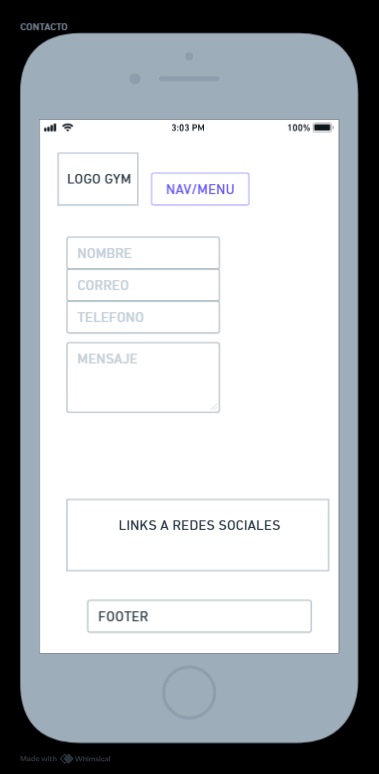 CONTACTO
3:03 PM
100%
LOGO GYM
NAV/MENU
NOMBRE
CORREO
TELEFONO
MENSAJE
LINKS A REDES SOCIALES
FOOTER
Made with Whimsical